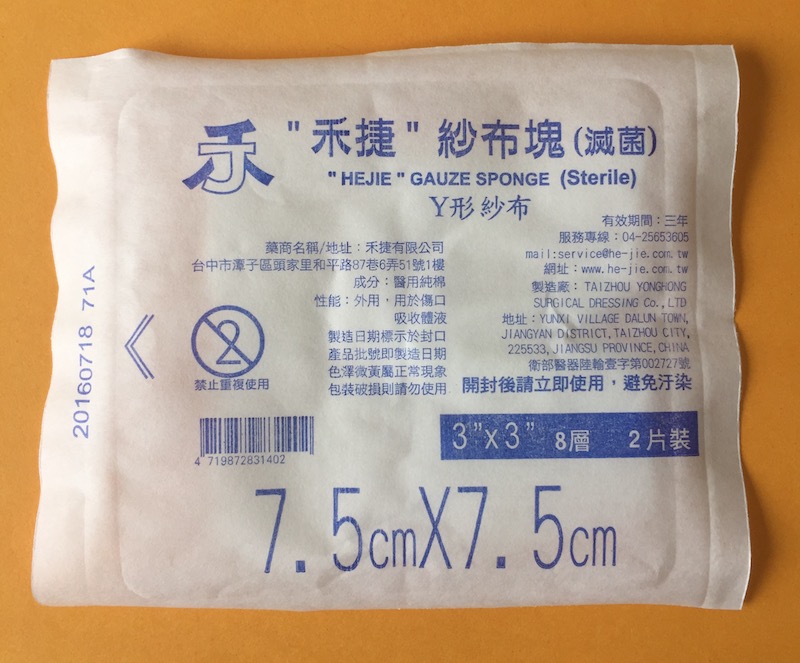 禾 "禾捷" 紗布塊(滅菌)
"HEJIE" GAUZE SPONGE (Sterile)
Y形紗布
藥商名稱/地址：禾捷有限公司
台中市潭子區頭家里和平路87巷6弄51號1樓
成分：醫用純棉
性能：外用，用於傷口
吸收體液
製造日期標示於封口
產品批號即製造日期
色澤微黃屬正常現象
包裝破損則請勿使用
有效期間：三年
服務專線：04-25653605
mail:service@he-jie.com.tw
網址：www.he-jie.com.tw
製造廠：TAIZHOU YONGHONG
SURGICAL DRESSING Co., LTD
地址：YUNXI VILLAGE DALUN TOWN,
JIANGYAN DISTRICT, TAIZHOU CITY,
225533, JIANGSU PROVINCE, CHINA
衛部醫器陸輸壹字第002727號
開封後請立即使用，避免汙染
2
禁止重複使用
20160718 71A
4 719872831402
3"x3" 8層 2片裝
7.5cmX7.5cm